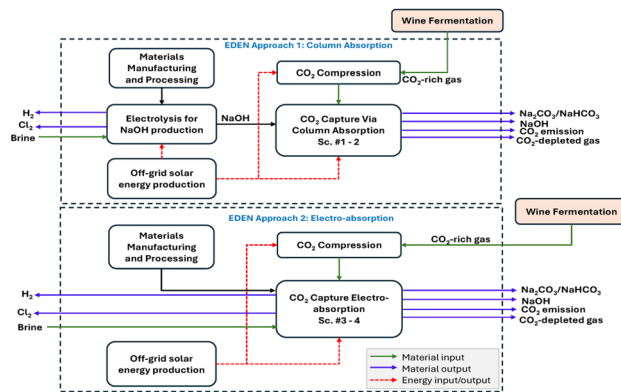 Wine Fermentation
EDEN Approach 1: Column Absorption
Materials
Manufacturing
and Processing
CO₂ Compression
CO₂-rich gas
H₂
Cl₂
Brine
Electrolysis for
NaOH production
NaOH
CO₂ Capture Via
Column Absorption
Sc. #1 - 2
Na₂CO₃/NaHCO₃
NaOH
CO₂ emission
CO₂-depleted gas
Off-grid solar
energy production
EDEN Approach 2: Electro-absorption
Wine Fermentation
Materials
Manufacturing
and Processing
CO₂ Compression
CO₂-rich gas
H₂
Cl₂
Brine
CO₂ Capture Electro-
absorption
Sc. #3 - 4
Na₂CO₃/NaHCO₃
NaOH
CO₂ emission
CO₂-depleted gas
Off-grid solar
energy production
Material input
Material output
Energy input/output